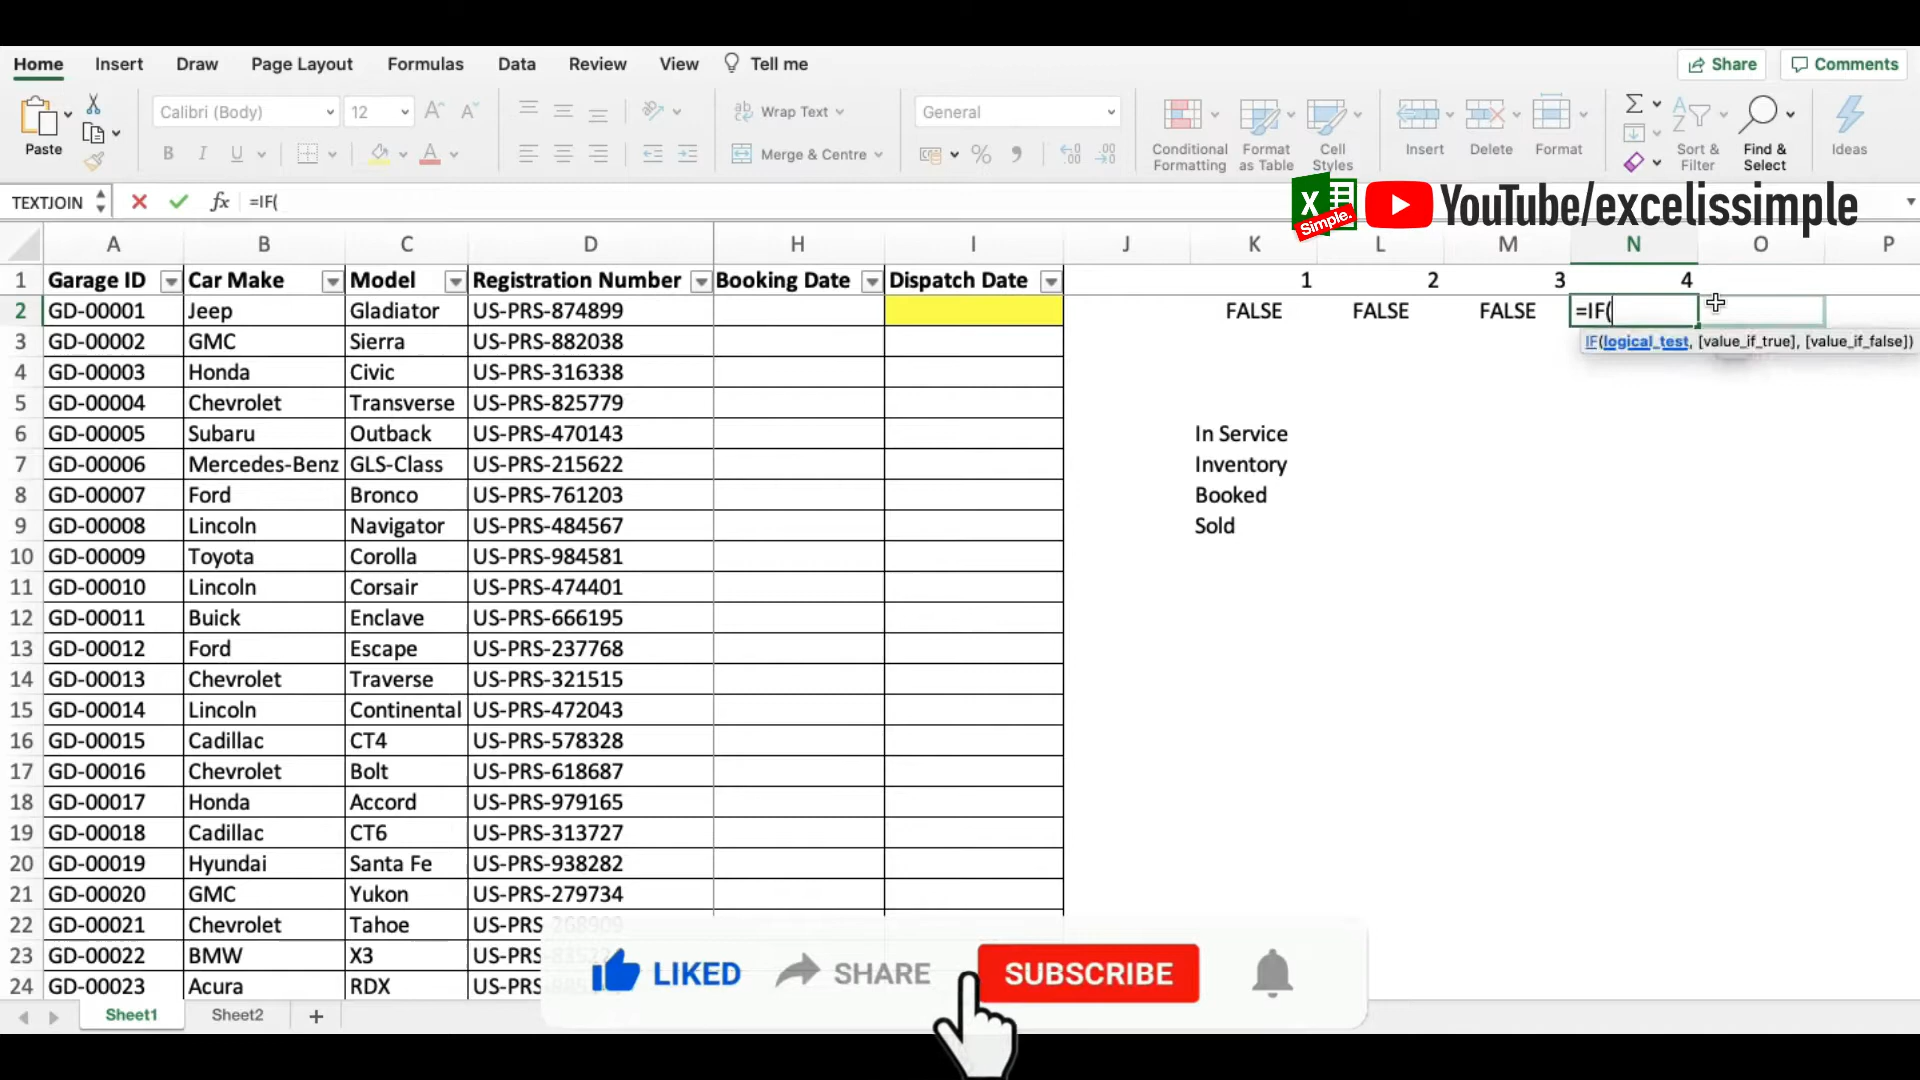 Home Insert Draw Page Layout Formulas Data Review View Tell me Share Comments
Calibri (Body) 12 Wrap Text General
Paste Merge & Centre Conditional Formatting Format as Table Cell Styles Insert Delete Format Sort & Filter Find & Select Ideas
TEXTJOIN fx =IF( X Simple. YouTube/excelissimple
A B C D H I J K L M N O P
1 Garage ID Car Make Model Registration Number Booking Date Dispatch Date 1 2 3 4
2 GD-00001 Jeep Gladiator US-PRS-874899 FALSE FALSE FALSE =IF(
3 GD-00002 GMC Sierra US-PRS-882038 IF(logical_test, [value_if_true], [value_if_false])
4 GD-00003 Honda Civic US-PRS-316338
5 GD-00004 Chevrolet Transverse US-PRS-825779
6 GD-00005 Subaru Outback US-PRS-470143 In Service
7 GD-00006 Mercedes-Benz GLS-Class US-PRS-215622 Inventory
8 GD-00007 Ford Bronco US-PRS-761203 Booked
9 GD-00008 Lincoln Navigator US-PRS-484567 Sold
10 GD-00009 Toyota Corolla US-PRS-984581
11 GD-00010 Lincoln Corsair US-PRS-474401
12 GD-00011 Buick Enclave US-PRS-666195
13 GD-00012 Ford Escape US-PRS-237768
14 GD-00013 Chevrolet Traverse US-PRS-321515
15 GD-00014 Lincoln Continental US-PRS-472043
16 GD-00015 Cadillac CT4 US-PRS-578328
17 GD-00016 Chevrolet Bolt US-PRS-618687
18 GD-00017 Honda Accord US-PRS-979165
19 GD-00018 Cadillac CT6 US-PRS-313727
20 GD-00019 Hyundai Santa Fe US-PRS-938282
21 GD-00020 GMC Yukon US-PRS-279734
22 GD-00021 Chevrolet Tahoe US-PRS-268909
23 GD-00022 BMW X3
24 GD-00023 Acura RDX
LIKED SHARE SUBSCRIBE
Sheet1 Sheet2